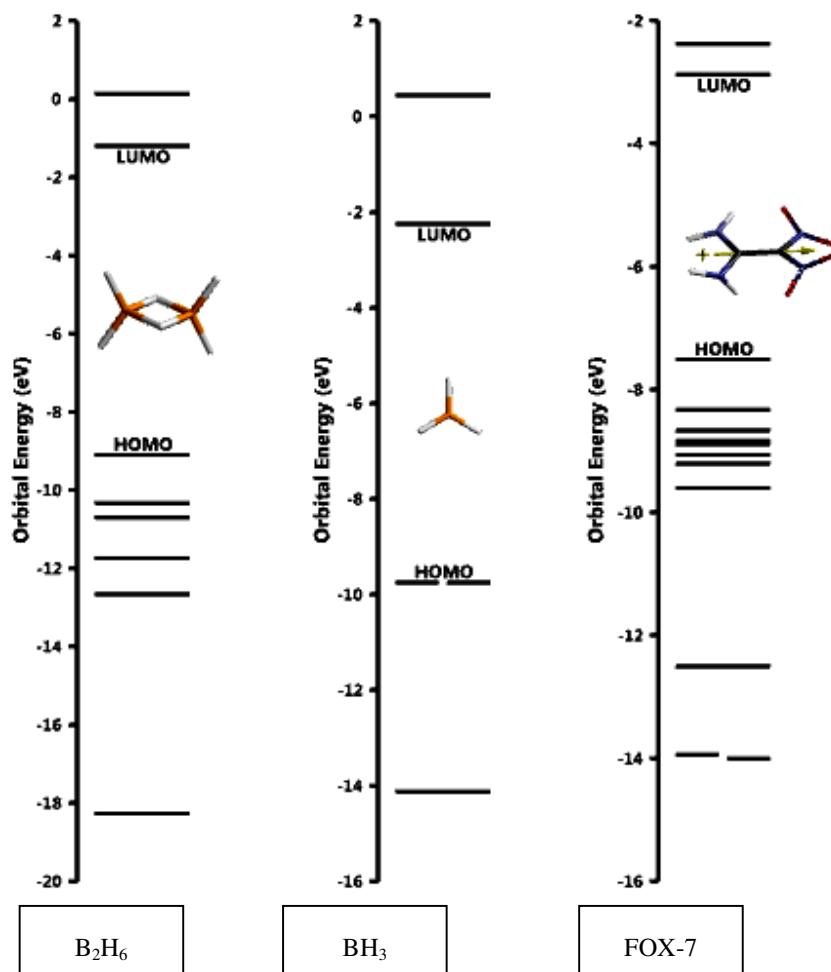 2
0
-2
-4
-6
-8
-10
-12
-14
-16
-18
-20
Orbital Energy (eV)
LUMO
HOMO
B₂H₆
0
-2
-4
-6
-8
-10
-12
-14
-16
2
Orbital Energy (eV)
LUMO
HOMO
BH₃
-2
-4
-6
-8
-10
-12
-14
-16
Orbital Energy (eV)
LUMO
+
HOMO
FOX-7